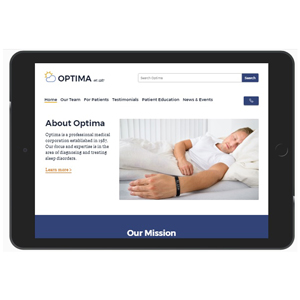 OPTIMA
Search Optima
Search
Home Our Team For Patients Testimonials Patient Education News & Events
About Optima
Optima is a professional medical
corporation established in 1987.
Our focus and expertise is in the
area of diagnosing and treating
sleep disorders.
Learn more >
Our Mission